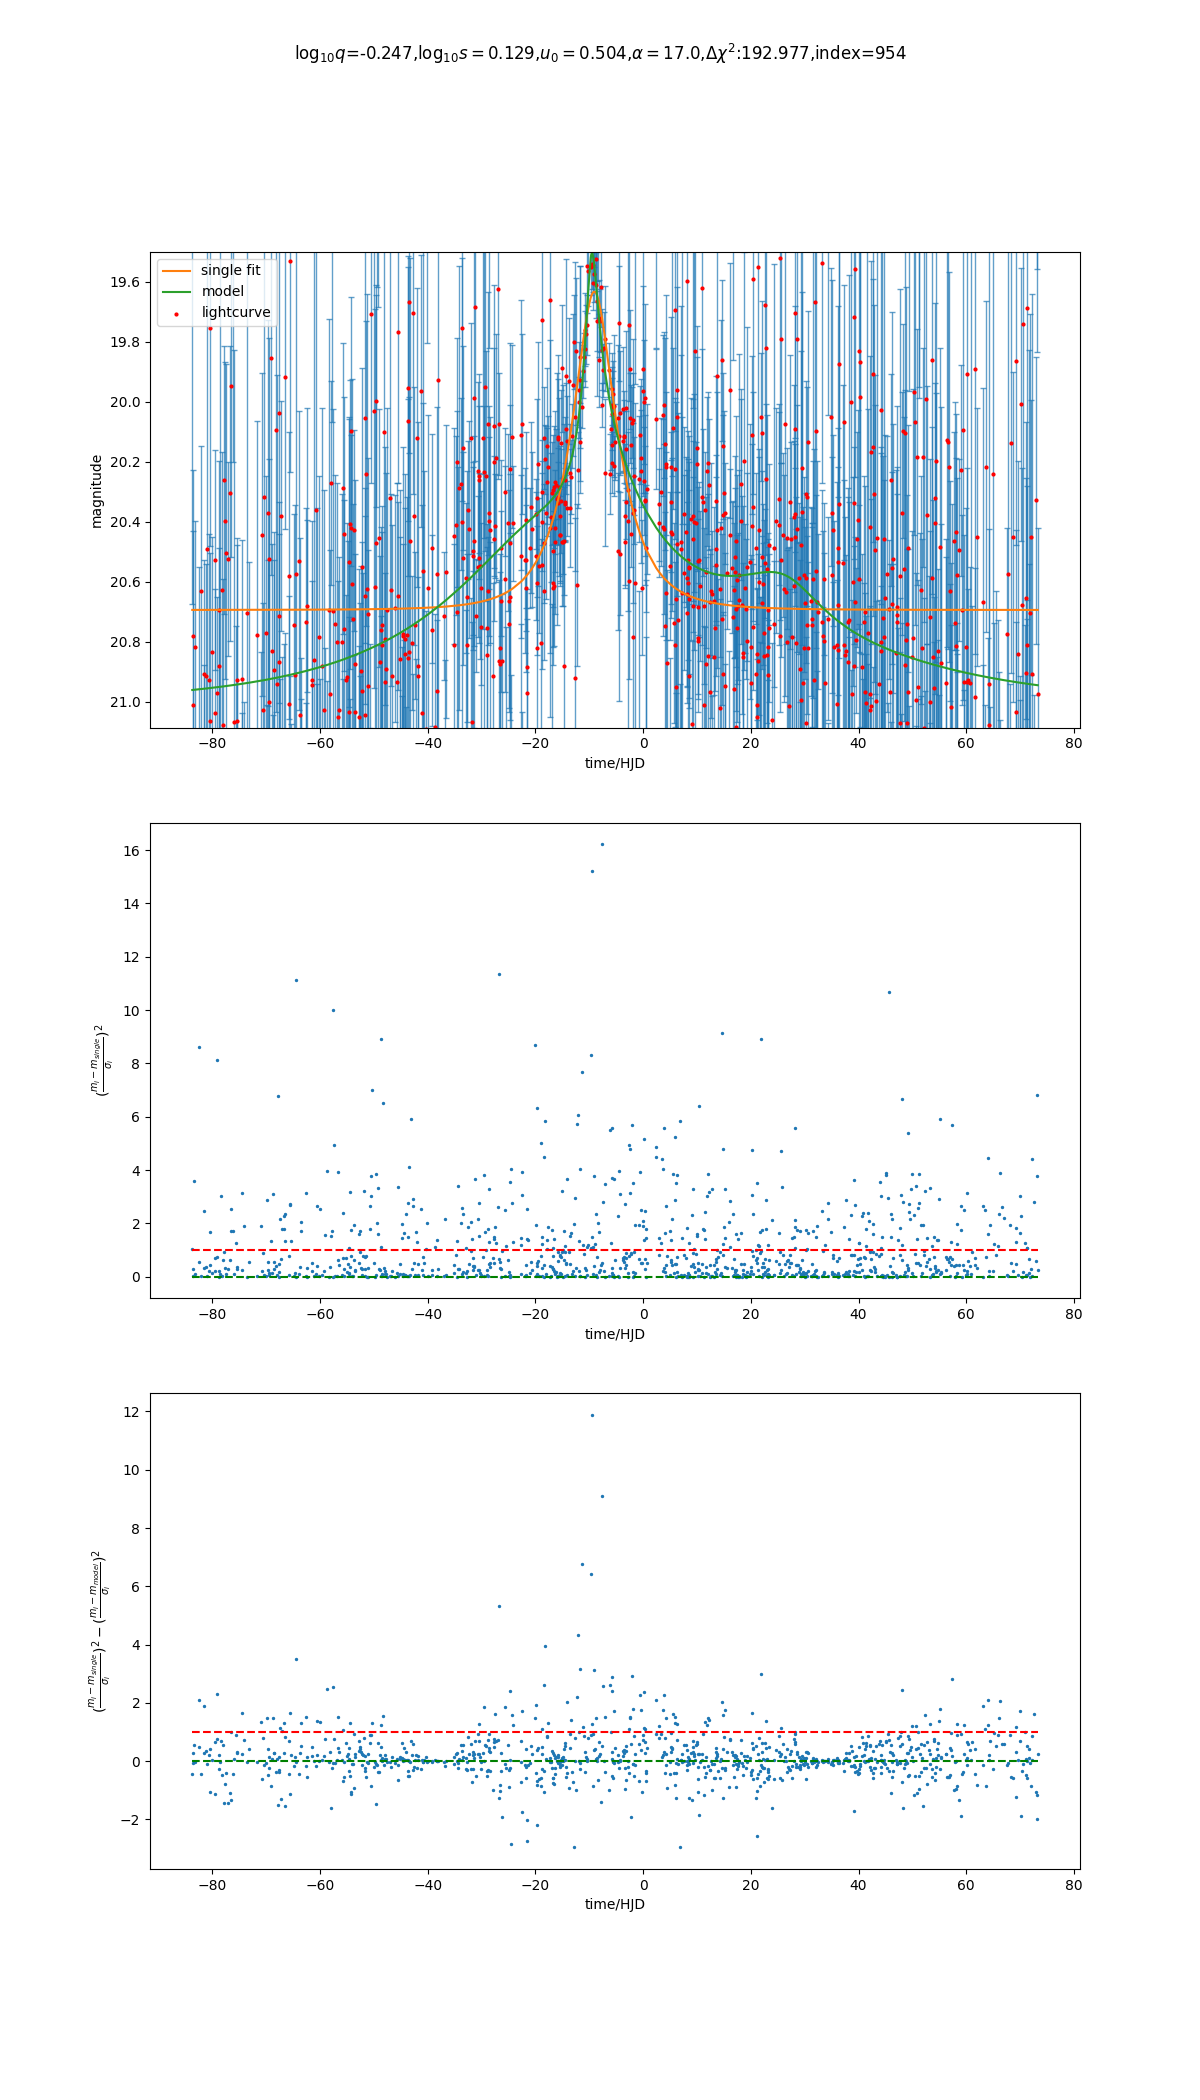 log₁₀q=-0.247,log₁₀s = 0.129,u₀ = 0.504,α = 17.0,Δχ²:192.977,index=954
single fit
model
lightcurve
magnitude
19.6
19.8
20.0
20.2
20.4
20.6
20.8
21.0
−80 −60 −40 −20 0 20 40 60 80
time/HJD
(mᵢ − m_single / σᵢ)²
16
14
12
10
8
6
4
2
0
−80 −60 −40 −20 0 20 40 60 80
time/HJD
(mᵢ − m_single / σᵢ)² − (mᵢ − m_model / σᵢ)²
12
10
8
6
4
2
0
−2
−80 −60 −40 −20 0 20 40 60 80
time/HJD